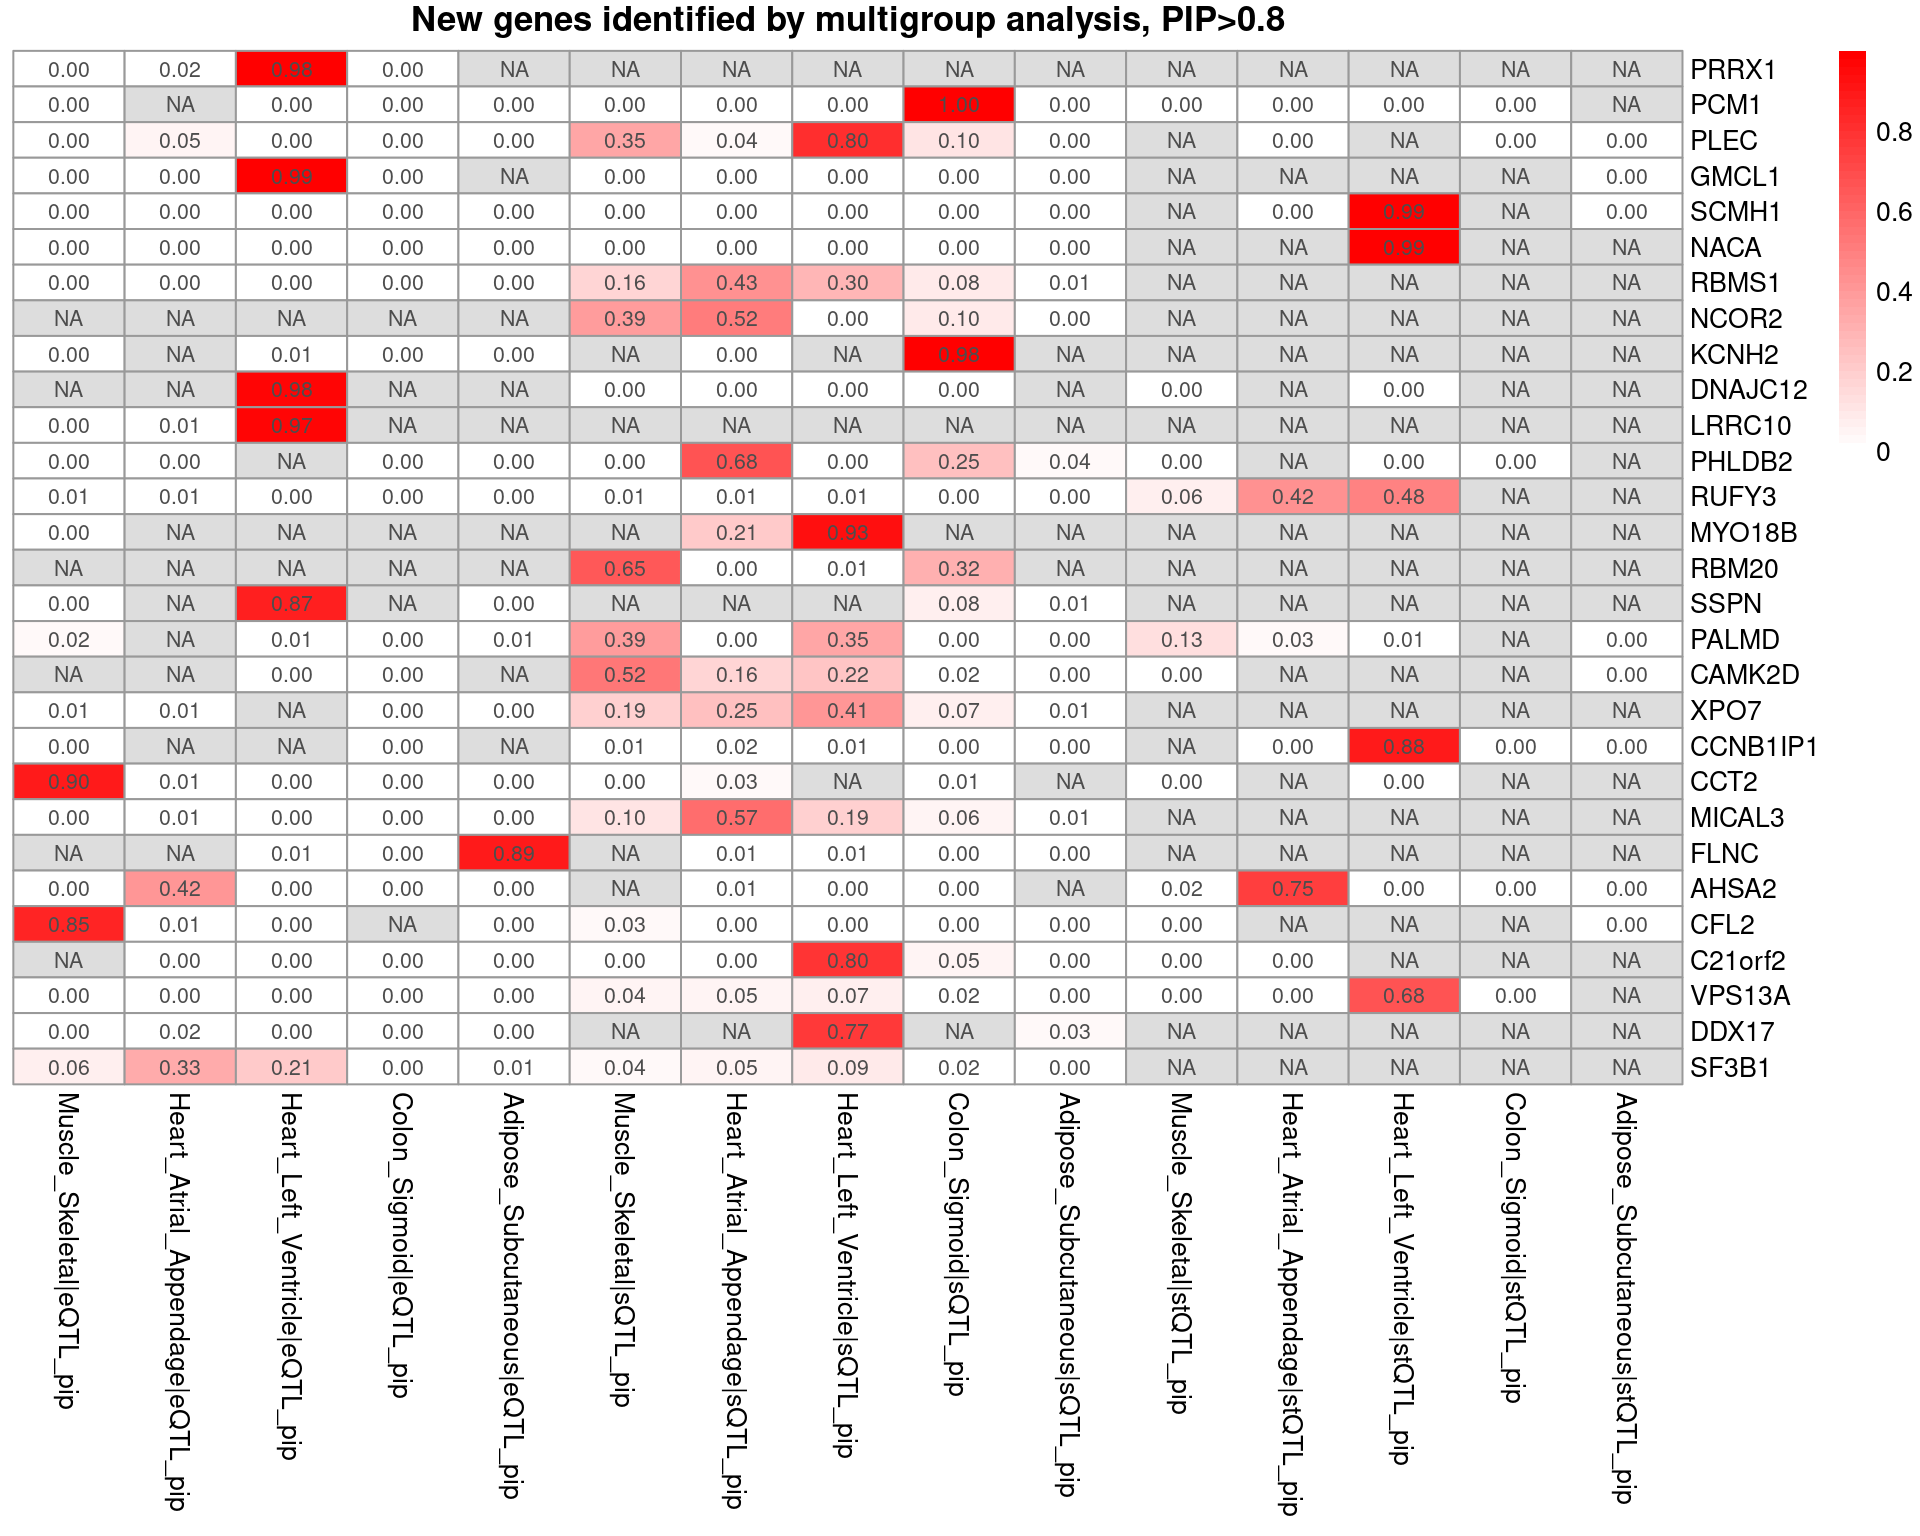 New genes identified by multigroup analysis, PIP>0.8
0.00 0.02 0.98 0.00 NA NA NA NA NA NA NA NA NA NA NA PRRX1
0.00 NA 0.00 0.00 0.00 0.00 0.00 0.00 1.00 0.00 0.00 0.00 0.00 0.00 NA PCM1
0.00 0.05 0.00 0.00 0.00 0.35 0.04 0.80 0.10 0.00 NA 0.00 NA 0.00 0.00 PLEC
0.00 0.00 0.99 0.00 NA 0.00 0.00 0.00 0.00 0.00 NA NA NA NA 0.00 GMCL1
0.00 0.00 0.00 0.00 0.00 0.00 0.00 0.00 0.00 0.00 NA 0.00 0.99 NA 0.00 SCMH1
0.00 0.00 0.00 0.00 0.00 0.00 0.00 0.00 0.00 0.00 NA NA 0.99 NA NA NACA
0.00 0.00 0.00 0.00 0.00 0.16 0.43 0.30 0.08 0.01 NA NA NA NA NA RBMS1
NA NA NA NA NA 0.39 0.52 0.00 0.10 0.00 NA NA NA NA NA NCOR2
0.00 NA 0.01 0.00 0.00 NA 0.00 NA 0.98 NA NA NA NA NA NA KCNH2
NA NA 0.98 NA NA 0.00 0.00 0.00 0.00 NA 0.00 NA 0.00 NA NA DNAJC12
0.00 0.01 0.97 NA NA NA NA NA NA NA NA NA NA NA NA LRRC10
0.00 0.00 NA 0.00 0.00 0.00 0.68 0.00 0.25 0.04 0.00 NA 0.00 0.00 NA PHLDB2
0.01 0.01 0.00 0.00 0.00 0.01 0.01 0.01 0.00 0.00 0.06 0.42 0.48 NA NA RUFY3
0.00 NA NA NA NA NA 0.21 0.93 NA NA NA NA NA NA NA MYO18B
NA NA NA NA NA 0.65 0.00 0.01 0.32 NA NA NA NA NA NA RBM20
0.00 NA 0.87 NA 0.00 NA NA NA 0.08 0.01 NA NA NA NA NA SSPN
0.02 NA 0.01 0.00 0.01 0.39 0.00 0.35 0.00 0.00 0.13 0.03 0.01 NA 0.00 PALMD
NA NA 0.00 0.00 NA 0.52 0.16 0.22 0.02 0.00 0.00 NA NA NA 0.00 CAMK2D
0.01 0.01 NA 0.00 0.00 0.19 0.25 0.41 0.07 0.01 NA NA NA NA NA XPO7
0.00 NA NA 0.00 NA 0.01 0.02 0.01 0.00 0.00 NA 0.00 0.88 0.00 0.00 CCNB1IP1
0.90 0.01 0.00 0.00 0.00 0.00 0.03 NA 0.01 NA 0.00 NA 0.00 NA NA CCT2
0.00 0.01 0.00 0.00 0.00 0.10 0.57 0.19 0.06 0.01 NA NA NA NA NA MICAL3
NA NA 0.01 0.00 0.89 NA 0.01 0.01 0.00 0.00 NA NA NA NA NA FLNC
0.00 0.42 0.00 0.00 0.00 NA 0.01 0.00 0.00 NA 0.02 0.75 0.00 0.00 0.00 AHSA2
0.85 0.01 0.00 NA 0.00 0.03 0.00 0.00 0.00 0.00 0.00 NA NA NA 0.00 CFL2
NA 0.00 0.00 0.00 0.00 0.00 0.00 0.80 0.05 0.00 0.00 0.00 NA NA NA C21orf2
0.00 0.00 0.00 0.00 0.00 0.04 0.05 0.07 0.02 0.00 0.00 0.00 0.68 0.00 NA VPS13A
0.00 0.02 0.00 0.00 0.00 NA NA 0.77 NA 0.03 NA NA NA NA NA DDX17
0.06 0.33 0.21 0.00 0.01 0.04 0.05 0.09 0.02 0.00 NA NA NA NA NA SF3B1
Muscle_Skeletal|eQTL_pip
Heart_Atrial_Appendage|eQTL_pip
Heart_Left_Ventricle|eQTL_pip
Colon_Sigmoid|eQTL_pip
Adipose_Subcutaneous|eQTL_pip
Muscle_Skeletal|sQTL_pip
Heart_Atrial_Appendage|sQTL_pip
Heart_Left_Ventricle|sQTL_pip
Colon_Sigmoid|sQTL_pip
Adipose_Subcutaneous|sQTL_pip
Muscle_Skeletal|stQTL_pip
Heart_Atrial_Appendage|stQTL_pip
Heart_Left_Ventricle|stQTL_pip
Colon_Sigmoid|stQTL_pip
Adipose_Subcutaneous|stQTL_pip
0.8
0.6
0.4
0.2
0